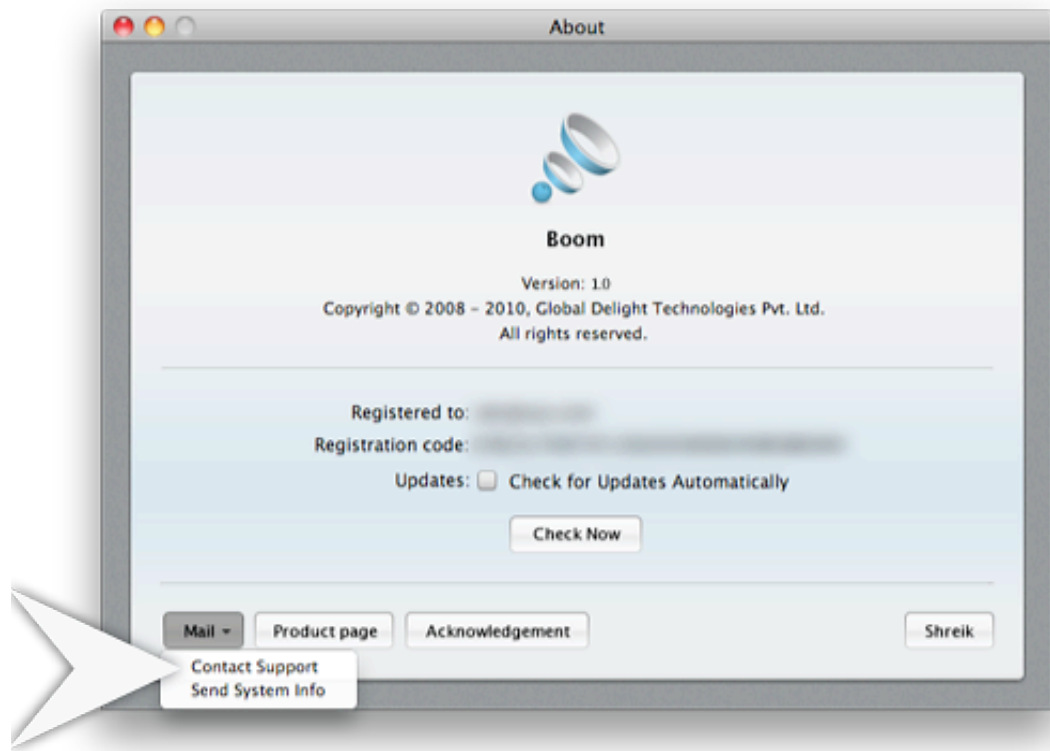 About
Boom
Version: 1.0
Copyright © 2008 – 2010, Global Delight Technologies Pvt. Ltd.
All rights reserved.
Registered to:
Registration code:
Updates: Check for Updates Automatically
Check Now
Mail Product page Acknowledgement Shreik
Contact Support
Send System Info